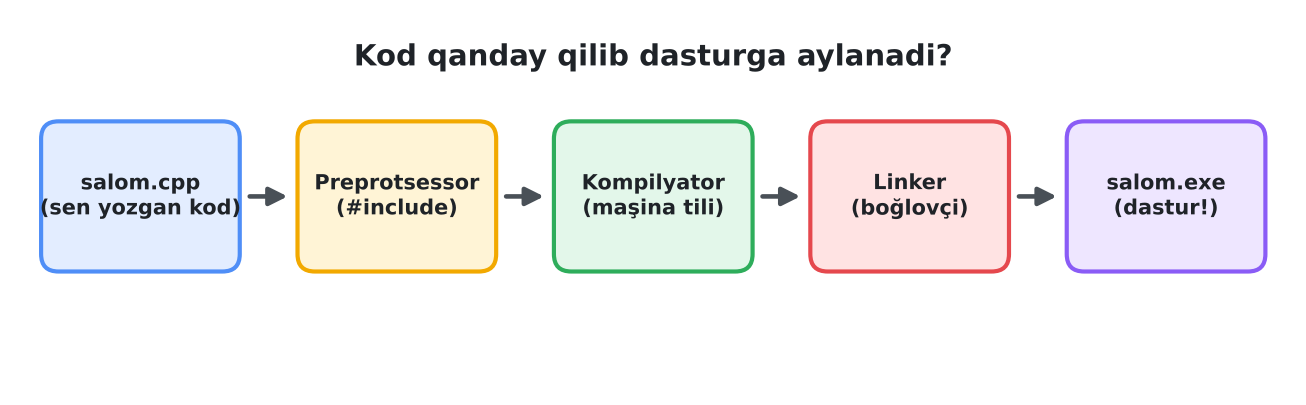 Kod qanday qilib dasturga aylanadi?
salom.cpp
(sen yozgan kod)
Preprotsessor
(#include)
Kompilyator
(maşina tili)
Linker
(boğlovçi)
salom.exe
(dastur!)